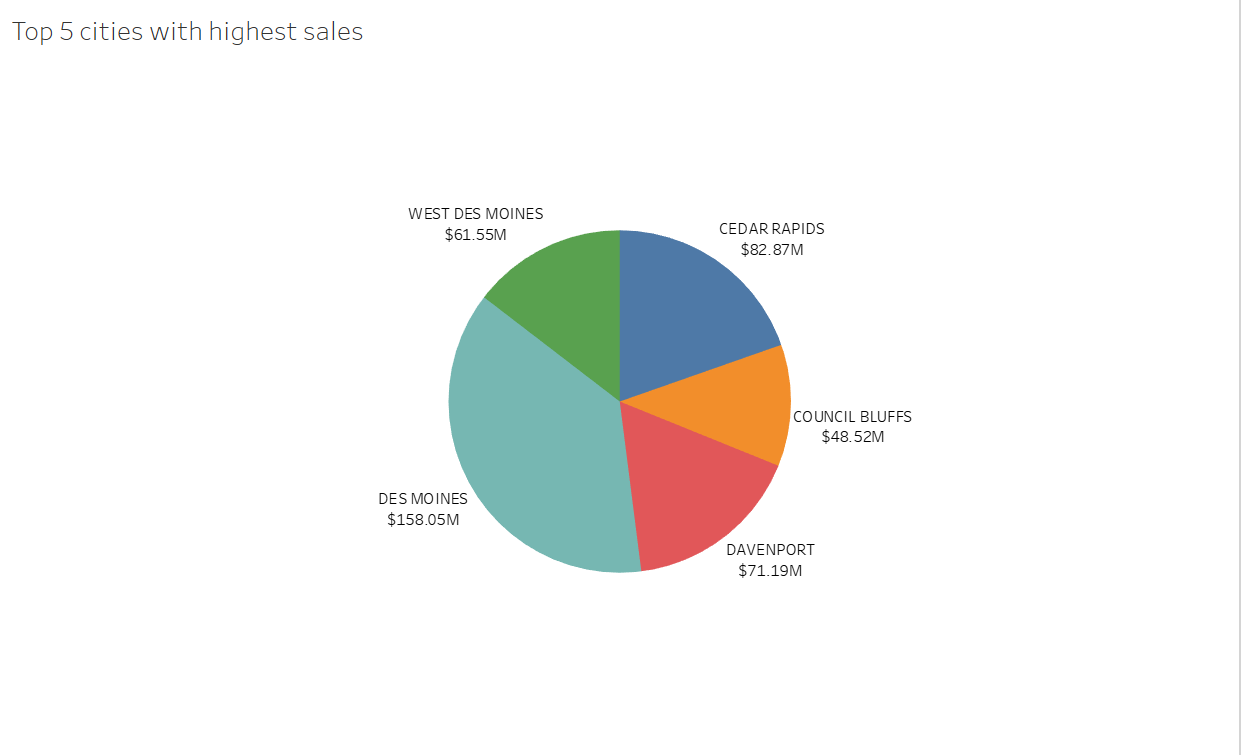 Top 5 cities with highest sales
WEST DES MOINES
$61.55M
CEDAR RAPIDS
$82.87M
COUNCIL BLUFFS
$48.52M
DES MOINES
$158.05M
DAVENPORT
$71.19M